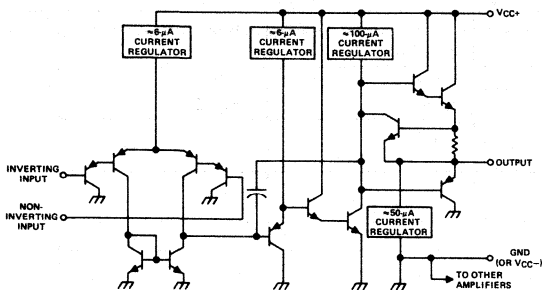 VCC+
≈6-μA
CURRENT
REGULATOR
≈6-μA
CURRENT
REGULATOR
≈100-μA
CURRENT
REGULATOR
INVERTING
INPUT
OUTPUT
NON-
INVERTING
INPUT
≈50-μA
CURRENT
REGULATOR
GND
(OR VCC−)
TO OTHER
AMPLIFIERS